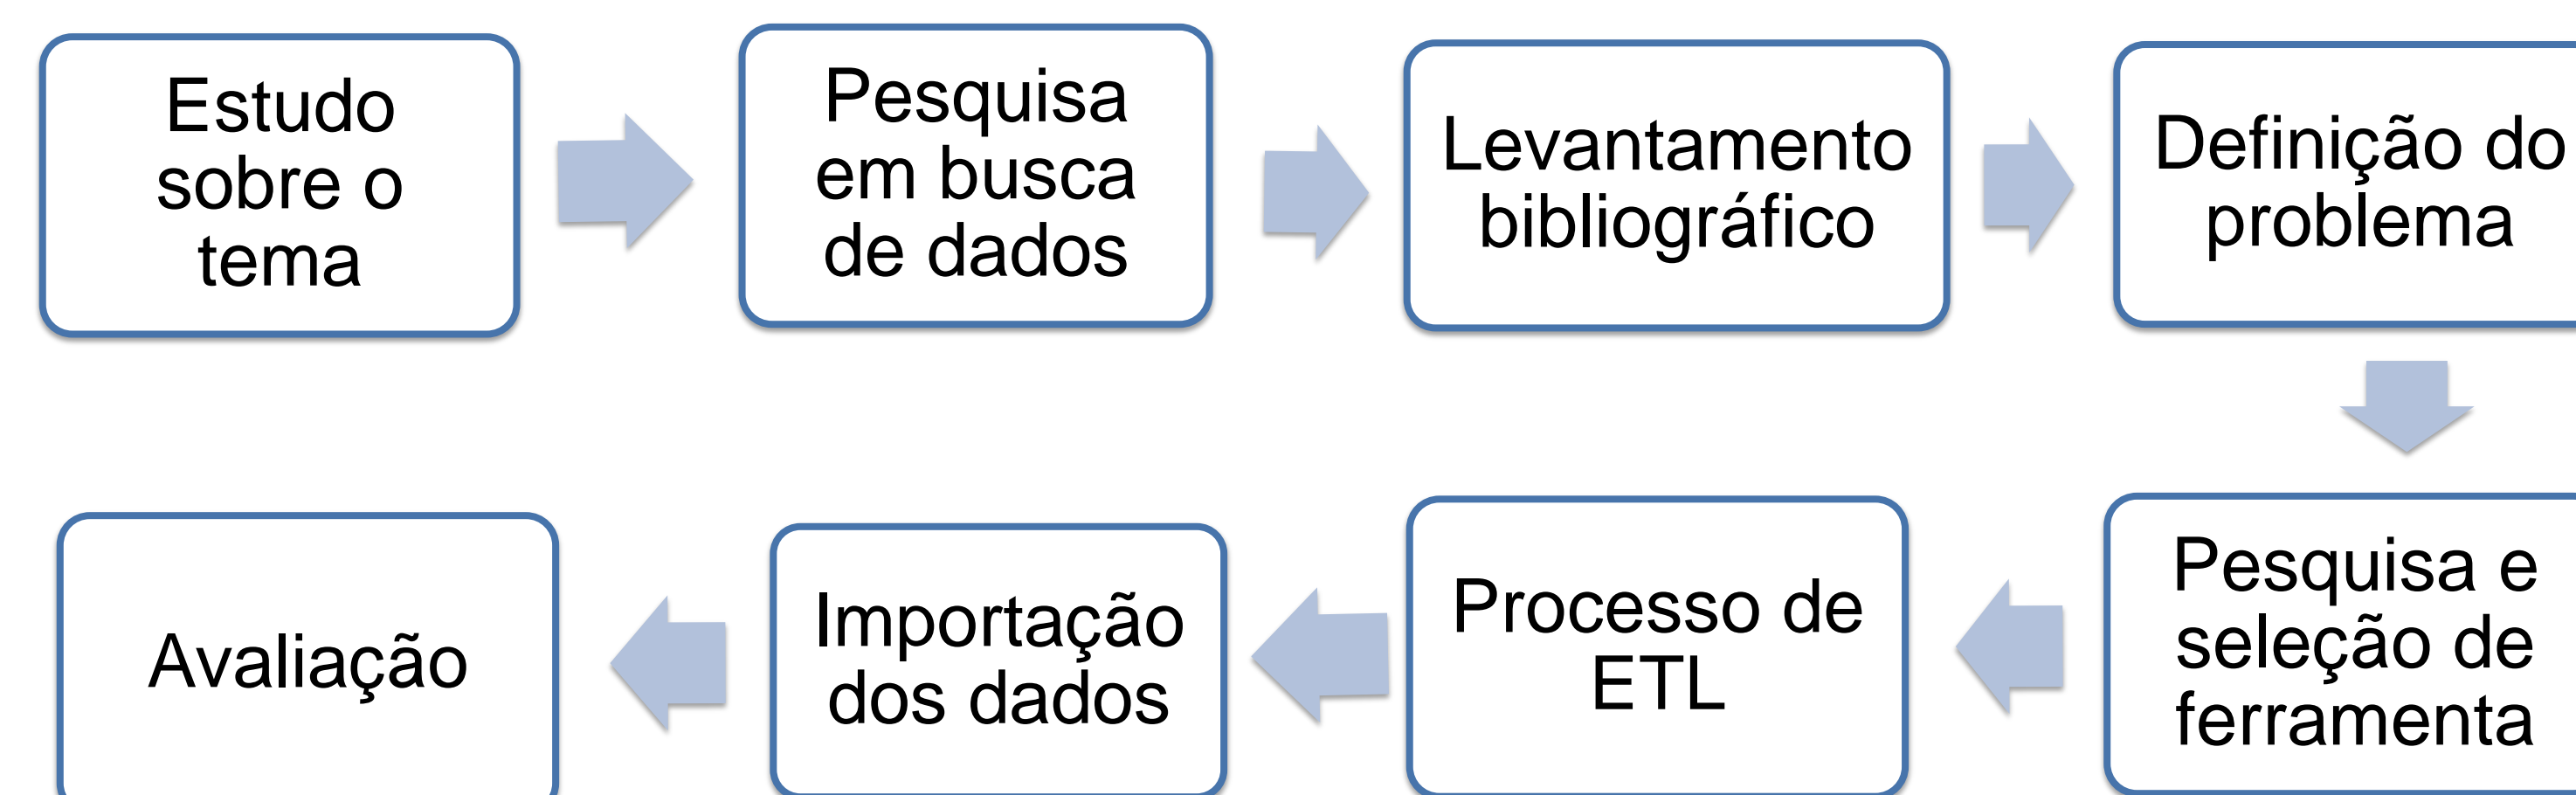 Estudo
sobre o
tema
Pesquisa
em busca
de dados
Levantamento
bibliográfico
Definição do
problema
Pesquisa e
seleção de
ferramenta
Processo de
ETL
Importação
dos dados
Avaliação